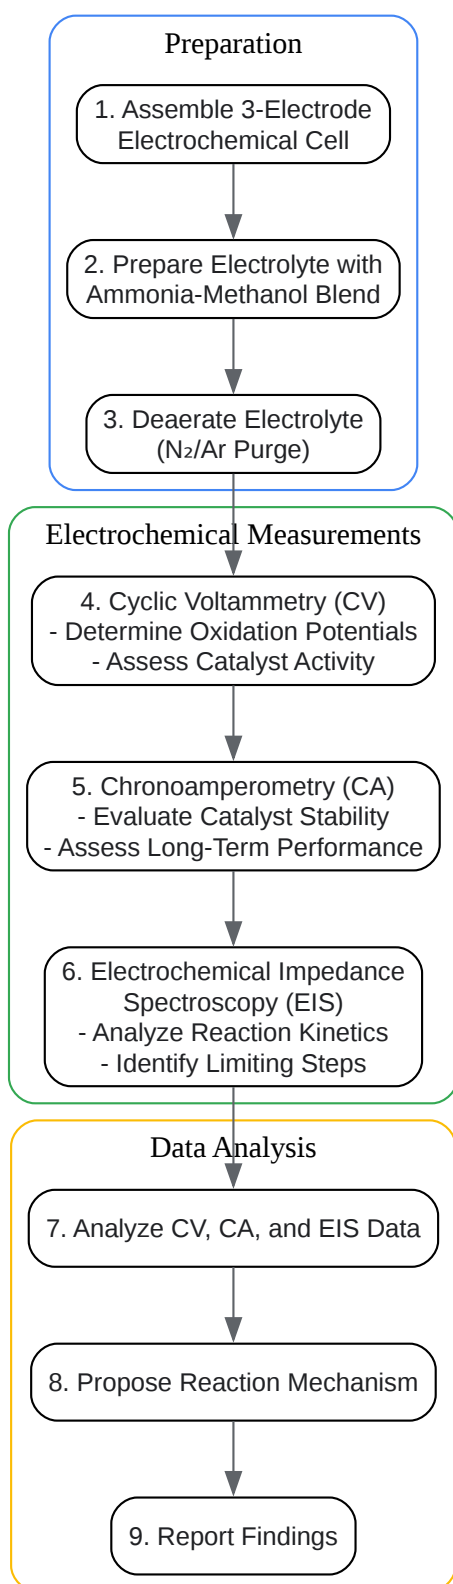 Preparation
1. Assemble 3-Electrode
Electrochemical Cell
2. Prepare Electrolyte with
Ammonia-Methanol Blend
3. Deaerate Electrolyte
(N₂/Ar Purge)
Electrochemical Measurements
4. Cyclic Voltammetry (CV)
- Determine Oxidation Potentials
- Assess Catalyst Activity
5. Chronoamperometry (CA)
- Evaluate Catalyst Stability
- Assess Long-Term Performance
6. Electrochemical Impedance
Spectroscopy (EIS)
- Analyze Reaction Kinetics
- Identify Limiting Steps
Data Analysis
7. Analyze CV, CA, and EIS Data
8. Propose Reaction Mechanism
9. Report Findings